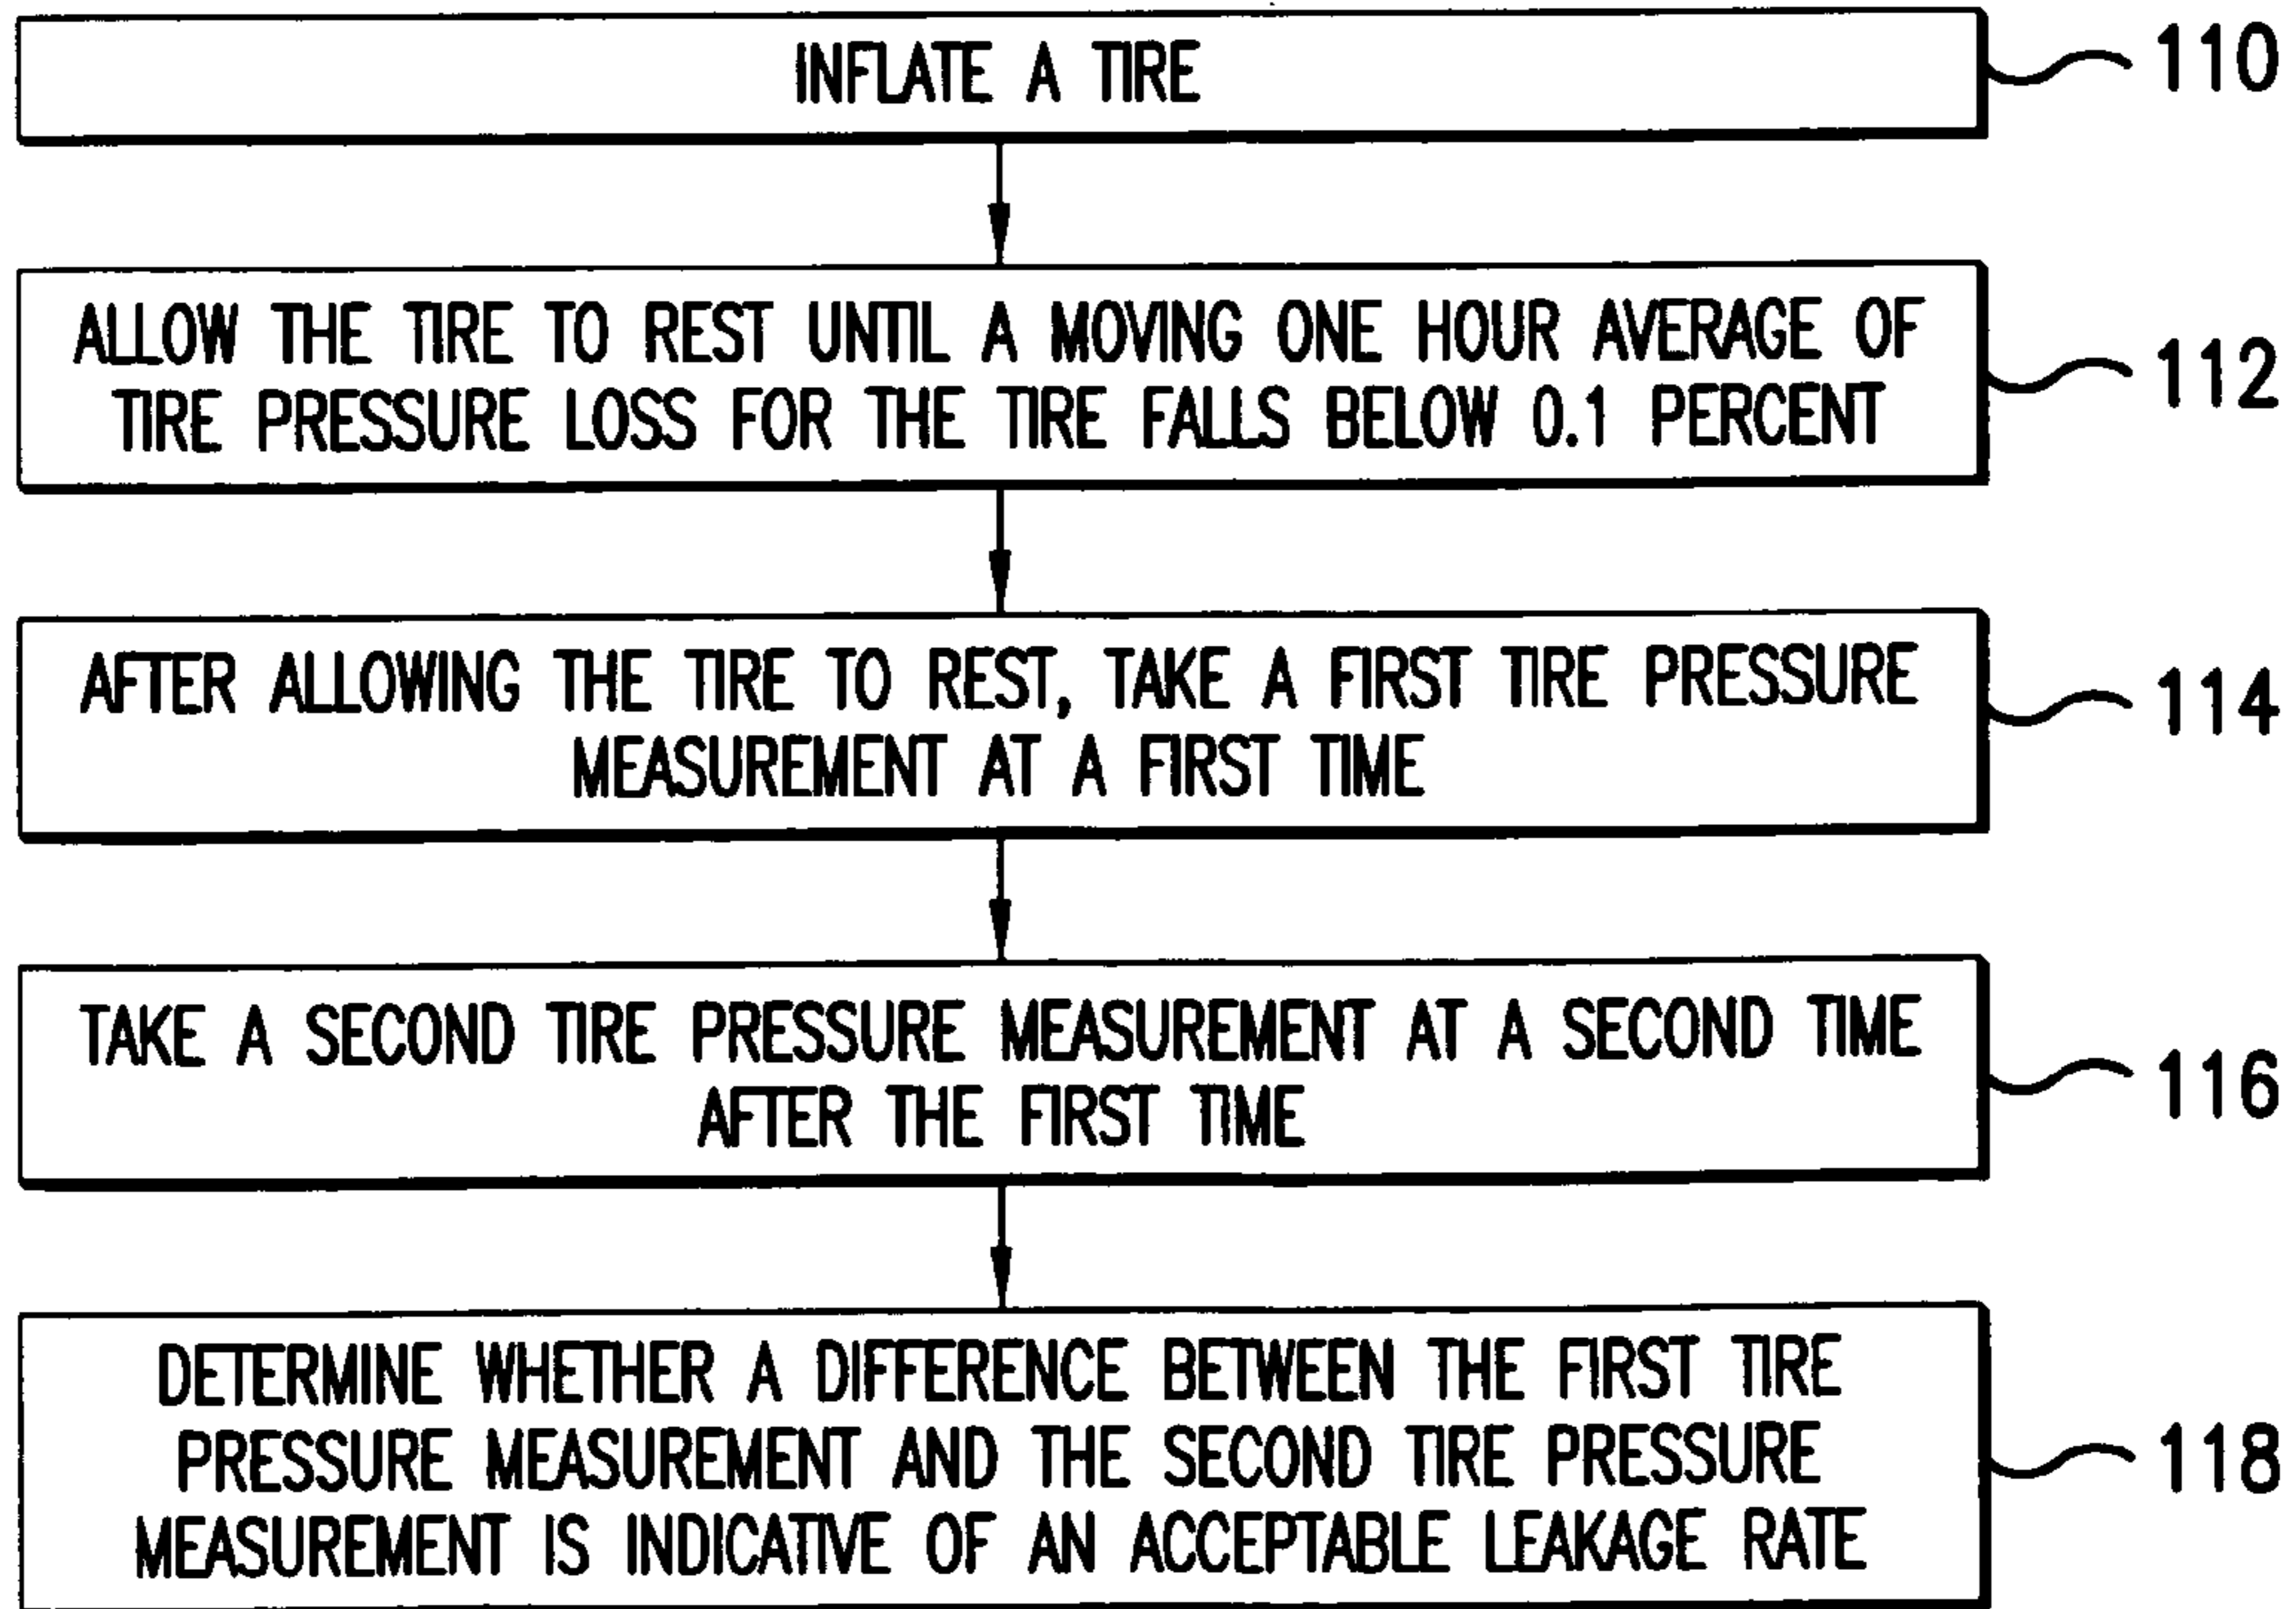 INFLATE A TIRE
110
ALLOW THE TIRE TO REST UNTIL A MOVING ONE HOUR AVERAGE OF
TIRE PRESSURE LOSS FOR THE TIRE FALLS BELOW 0.1 PERCENT
112
AFTER ALLOWING THE TIRE TO REST, TAKE A FIRST TIRE PRESSURE
MEASUREMENT AT A FIRST TIME
114
TAKE A SECOND TIRE PRESSURE MEASUREMENT AT A SECOND TIME
AFTER THE FIRST TIME
116
DETERMINE WHETHER A DIFFERENCE BETWEEN THE FIRST TIRE
PRESSURE MEASUREMENT AND THE SECOND TIRE PRESSURE
MEASUREMENT IS INDICATIVE OF AN ACCEPTABLE LEAKAGE RATE
118